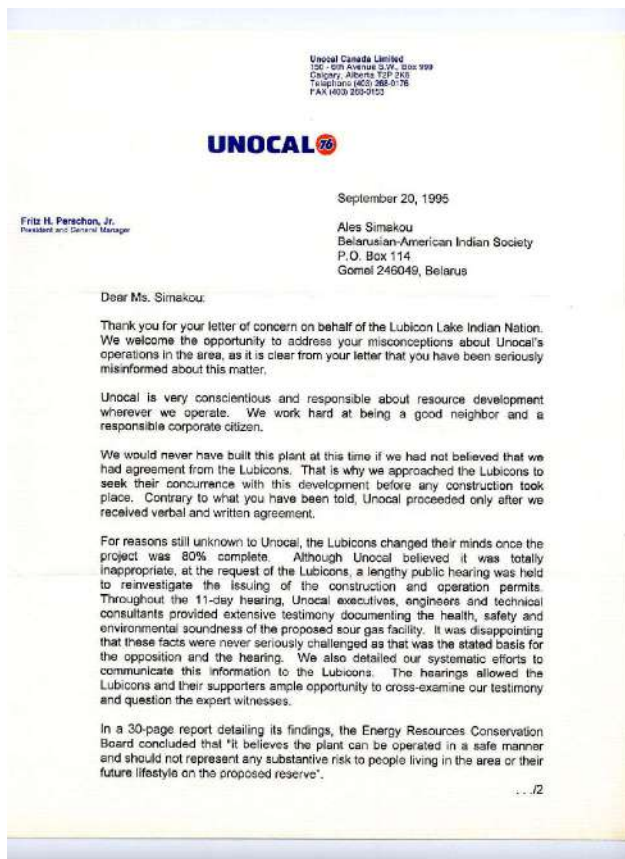 Unocal Canada Limited
150 - 6th Avenue S.W., Box 999
Calgary, Alberta T2P 2K6
Telephone (403) 268-0176
FAX (403) 268-0153
UNOCAL 76
September 20, 1995
Fritz H. Perschon, Jr.
President and General Manager
Ales Simakou
Belarusian-American Indian Society
P.O. Box 114
Gomel 246049, Belarus
Dear Ms. Simakou:
Thank you for your letter of concern on behalf of the Lubicon Lake Indian Nation.
We welcome the opportunity to address your misconceptions about Unocal's
operations in the area, as it is clear from your letter that you have been seriously
misinformed about this matter.
Unocal is very conscientious and responsible about resource development
wherever we operate. We work hard at being a good neighbor and a
responsible corporate citizen.
We would never have built this plant at this time if we had not believed that we
had agreement from the Lubicons. That is why we approached the Lubicons to
seek their concurrence with this development before any construction took
place. Contrary to what you have been told, Unocal proceeded only after we
received verbal and written agreement.
For reasons still unknown to Unocal, the Lubicons changed their minds once the
project was 80% complete. Although Unocal believed it was totally
inappropriate, at the request of the Lubicons, a lengthy public hearing was held
to reinvestigate the issuing of the construction and operation permits.
Throughout the 11-day hearing, Unocal executives, engineers and technical
consultants provided extensive testimony documenting the health, safety and
environmental soundness of the proposed sour gas facility. It was disappointing
that these facts were never seriously challenged as that was the stated basis for
the opposition and the hearing. We also detailed our systematic efforts to
communicate this information to the Lubicons. The hearings allowed the
Lubicons and their supporters ample opportunity to cross-examine our testimony
and question the expert witnesses.
In a 30-page report detailing its findings, the Energy Resources Conservation
Board concluded that "it believes the plant can be operated in a safe manner
and should not represent any substantive risk to people living in the area or their
future lifestyle on the proposed reserve".
. . ./2